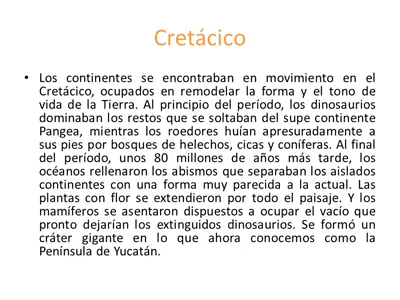 Cretácico
• Los continentes se encontraban en movimiento en el
Cretácico, ocupados en remodelar la forma y el tono de
vida de la Tierra. Al principio del período, los dinosaurios
dominaban los restos que se soltaban del supe continente
Pangea, mientras los roedores huían apresuradamente a
sus pies por bosques de helechos, cicas y coníferas. Al final
del período, unos 80 millones de años más tarde, los
océanos rellenaron los abismos que separaban los aislados
continentes con una forma muy parecida a la actual. Las
plantas con flor se extendieron por todo el paisaje. Y los
mamíferos se asentaron dispuestos a ocupar el vacío que
pronto dejarían los extinguidos dinosaurios. Se formó un
cráter gigante en lo que ahora conocemos como la
Península de Yucatán.